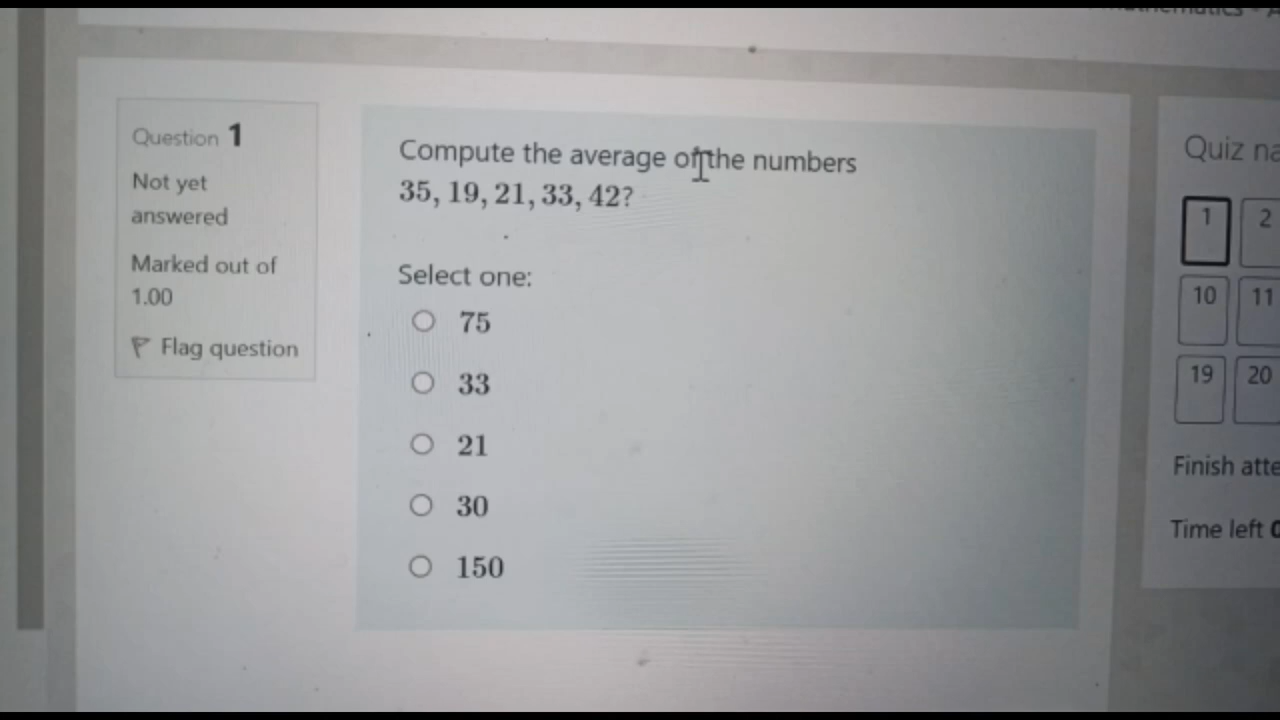 Question 1
Not yet
answered
Marked out of
1.00
Flag question
Compute the average of the numbers
35, 19, 21, 33, 42?
Select one:
75
33
21
30
150
Quiz
1
2
10
11
19
20
Finish
Time left